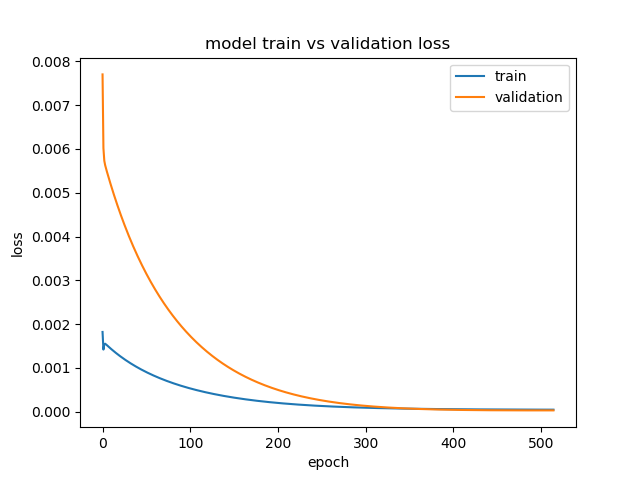 model train vs validation loss
train
validation
loss
0.008
0.007
0.006
0.005
0.004
0.003
0.002
0.001
0.000
0 100 200 300 400 500
epoch